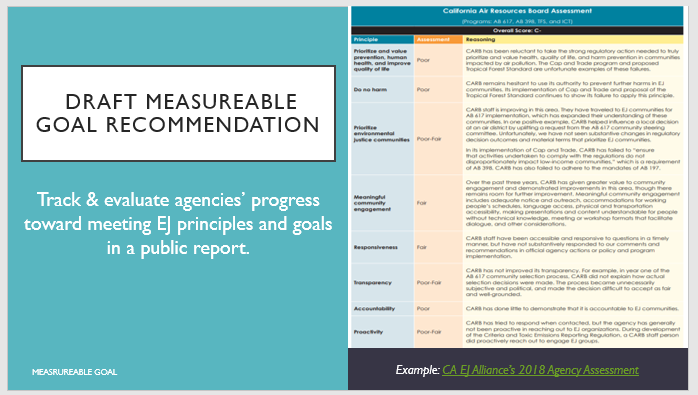 DRAFT MEASUREABLE
GOAL RECOMMENDATION
Track & evaluate agencies' progress
toward meeting EJ principles and goals
in a public report.
MEASRUREABLE GOAL
California Air Resources Board Assessment
(Programs: AB 617, AB 398, TFS, and ICT)
Overall Score: C-
Principle Assessment Reasoning
Prioritize and value
prevention, human
health, and improve
quality of life
Poor
CARB has been reluctant to take the strong regulatory action needed to truly
prioritize and value health, quality of life, and harm prevention in communities
impacted by air pollution. The Cap and Trade program and proposed
Tropical Forest Standard are unfortunate examples of these failures.
Do no harm
Poor
CARB remains hesitant to use its authority to prevent further harms in EJ
communities. Its implementation of Cap and Trade and proposal of the
Tropical Forest Standard continues to show its failure to apply this principle.
Prioritize
environmental
justice communities
Poor-Fair
CARB staff is improving in this area. They have traveled to EJ communities for
AB 617 implementation, which has expanded their understanding of these
communities. In one positive example, CARB helped influence a local decision
at an air district by uplifting a request from the AB 617 community steering
committee. Unfortunately, we have not seen substantive changes in regulatory
decision outcomes and material terms that prioritize EJ communities.
In its implementation of Cap and Trade, CARB has failed to "ensure
that activities undertaken to comply with the regulations do not
disproportionately impact low-income communities," which is a requirement
of AB 398. CARB has also failed to adhere to the mandates of AB 197.
Meaningful
community
engagement
Fair
Over the past three years, CARB has given greater value to community
engagement and demonstrated improvements in this area, though there
remains room for further improvement. Meaningful community engagement
includes adequate notice and outreach, accommodations for working
people's schedules, language access, physical and transportation
accessibility, making presentations and content understandable for people
without technical knowledge, meeting or workshop formats that facilitate
dialogue, and other considerations.
Responsiveness
Fair
CARB staff have been accessible and responsive to questions in a timely
manner, but have not substantively responded to our comments and
recommendations in official agency actions or policy and program
implementation.
Transparency
Poor-Fair
CARB has not improved its transparency. For example, in year one of the
AB 617 community selection process, CARB did not explain how actual
selection decisions were made. The process became unnecessarily
subjective and political, and made the decision difficult to accept as fair
and well-grounded.
Accountability
Poor
CARB has done little to demonstrate that it is accountable to EJ communities.
Proactivity
Poor-Fair
CARB has tried to respond when contacted, but the agency has generally
not been proactive in reaching out to EJ organizations. During development
of the Criteria and Toxic Emissions Reporting Regulation, a CARB staff person
did proactively reach out to engage EJ groups.
Example: CA EJ Alliance's 2018 Agency Assessment